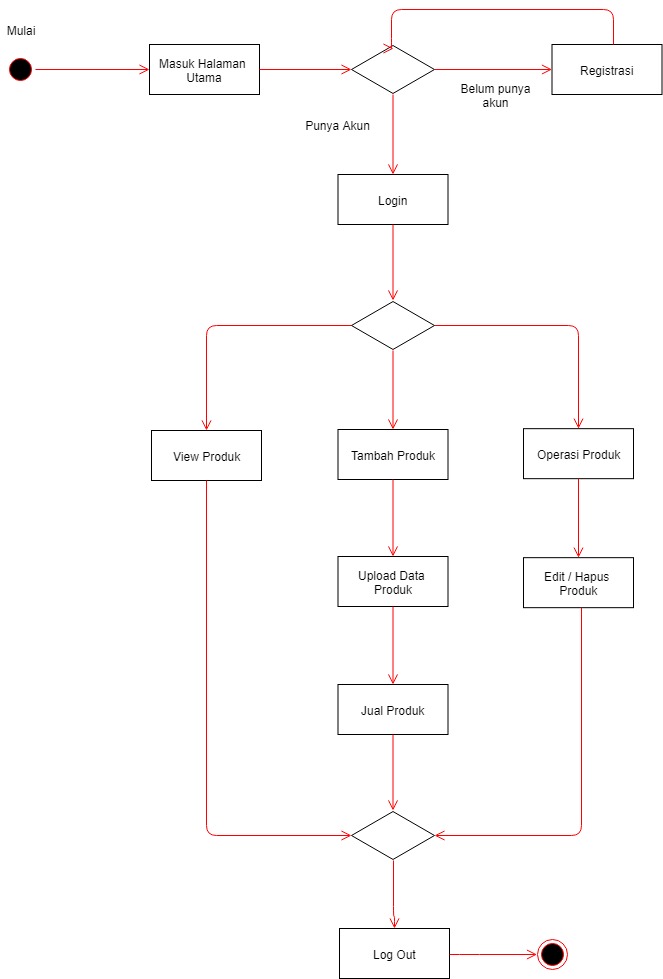 Mulai
Masuk Halaman
Utama
Registrasi
Belum punya
akun
Punya Akun
Login
View Produk
Tambah Produk
Operasi Produk
Upload Data
Produk
Edit / Hapus
Produk
Jual Produk
Log Out